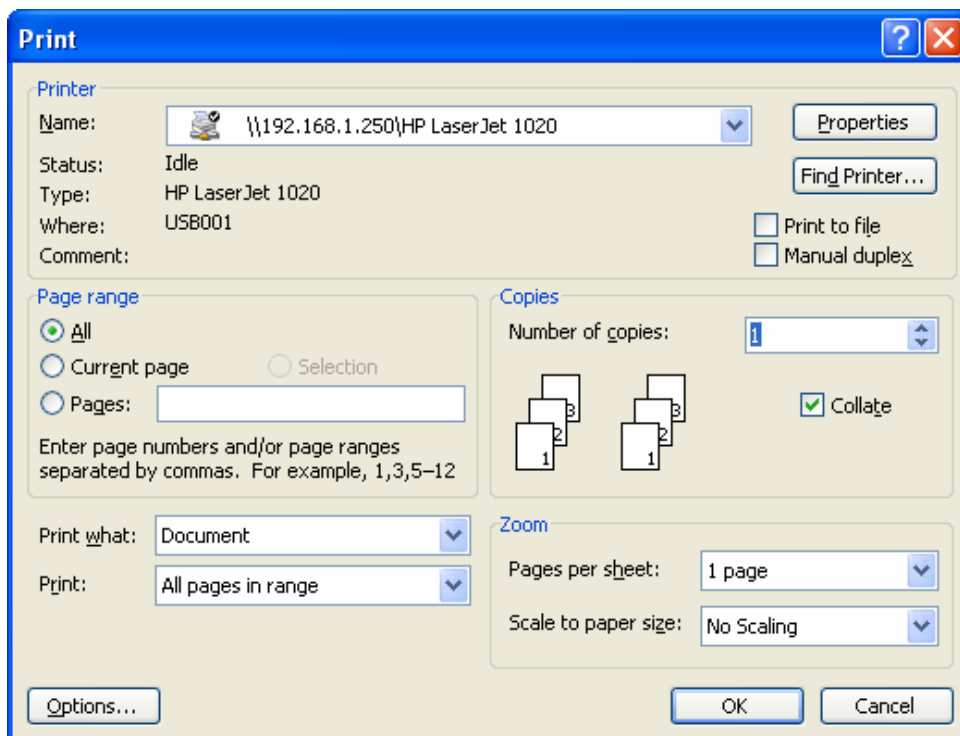 Print
Printer
Name: \\192.168.1.250\HP LaserJet 1020 Properties
Status: Idle
Find Printer...
Type: HP LaserJet 1020
Where: USB001
Print to file
Comment:
Manual duplex
Page range
All
Current page Selection
Pages:
Enter page numbers and/or page ranges
separated by commas. For example, 1,3,5–12
Copies
Number of copies: 1
1 2 3 1 2 3
Collate
Print what: Document
Print: All pages in range
Zoom
Pages per sheet: 1 page
Scale to paper size: No Scaling
Options... OK Cancel